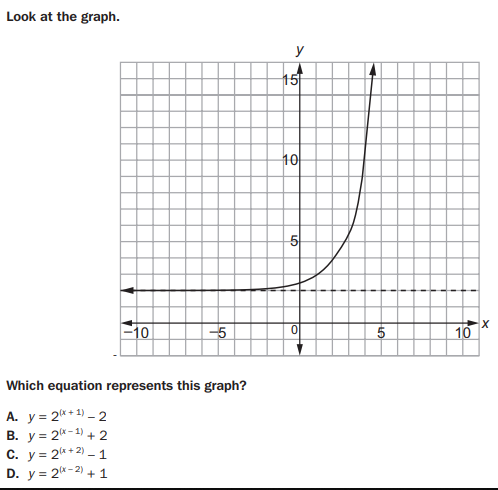 Look at the graph.
y
15
10
5
-10 -5 0 5 10 x
Which equation represents this graph?
A. y = 2^(x + 1) – 2
B. y = 2^(x – 1) + 2
C. y = 2^(x + 2) – 1
D. y = 2^(x – 2) + 1